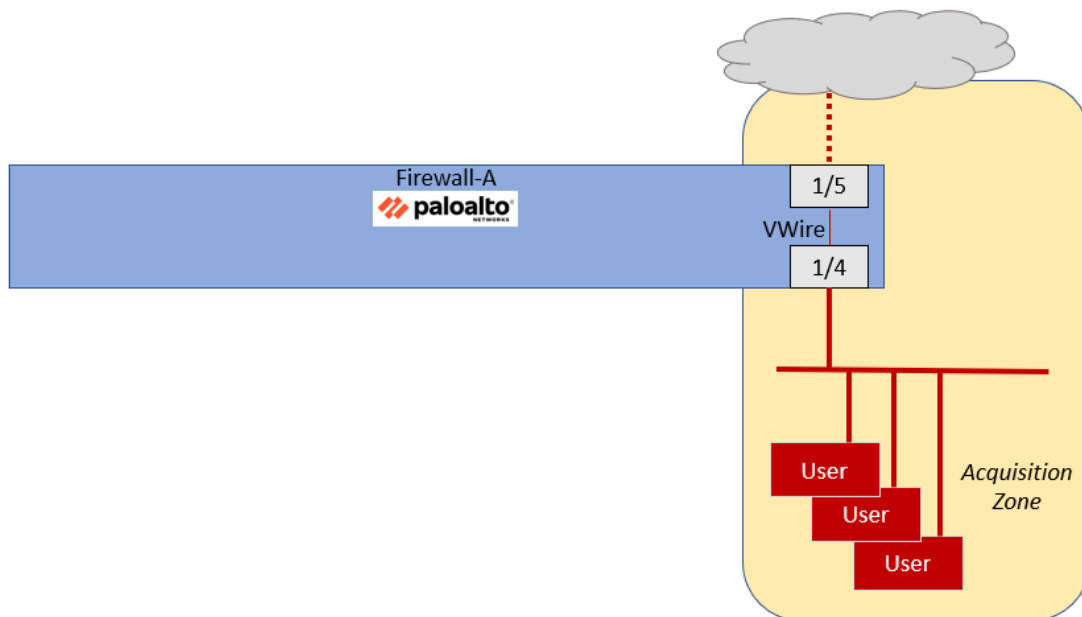 Firewall-A
paloalto
NETWORKS
1/5
VWire
1/4
User
User
User
Acquisition
Zone